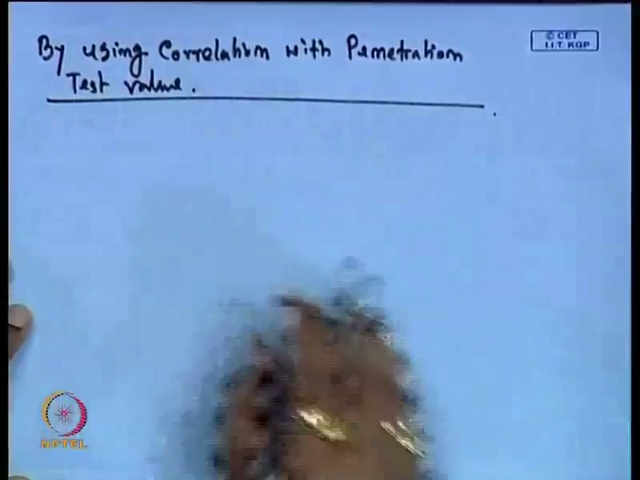 By using Correlation with Penetration
Test value.
© CET
I.I.T. KGP
NPTEL